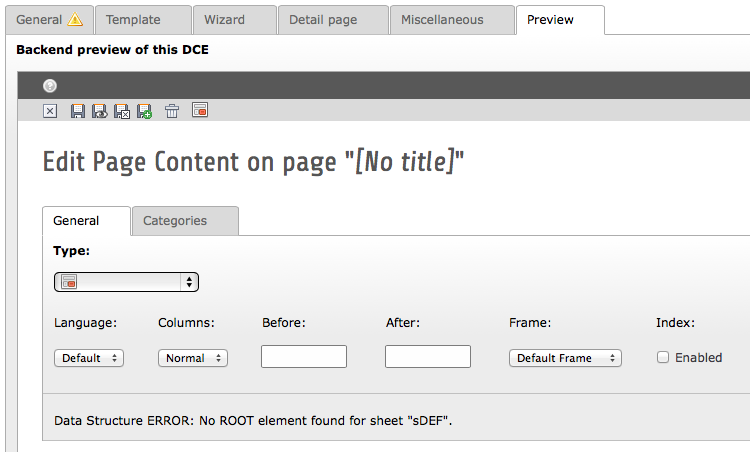 General Template Wizard Detail page Miscellaneous Preview
Backend preview of this DCE
Edit Page Content on page "[No title]"
General Categories
Type:
Language: Columns: Before: After: Frame: Index:
Default Normal Default Frame Enabled
Data Structure ERROR: No ROOT element found for sheet "sDEF".